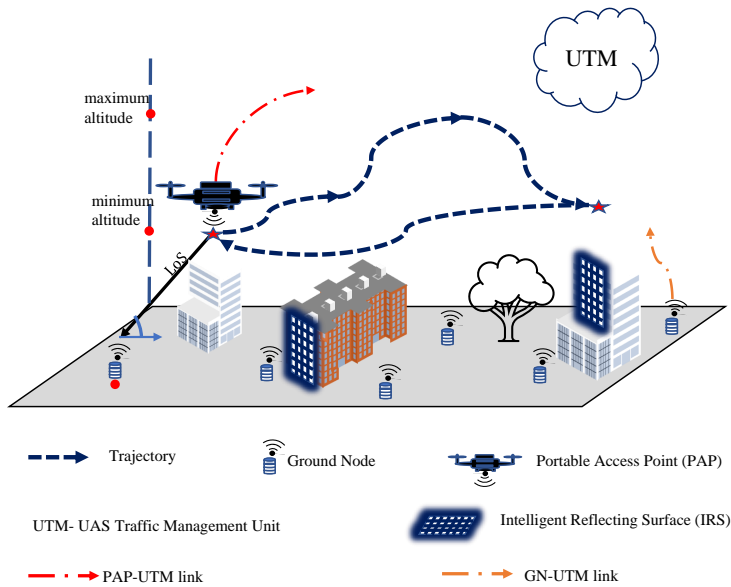 UTM
maximum
altitude
minimum
altitude
LoS
Trajectory
Ground Node
Portable Access Point (PAP)
UTM- UAS Traffic Management Unit
Intelligent Reflecting Surface (IRS)
PAP-UTM link
GN-UTM link